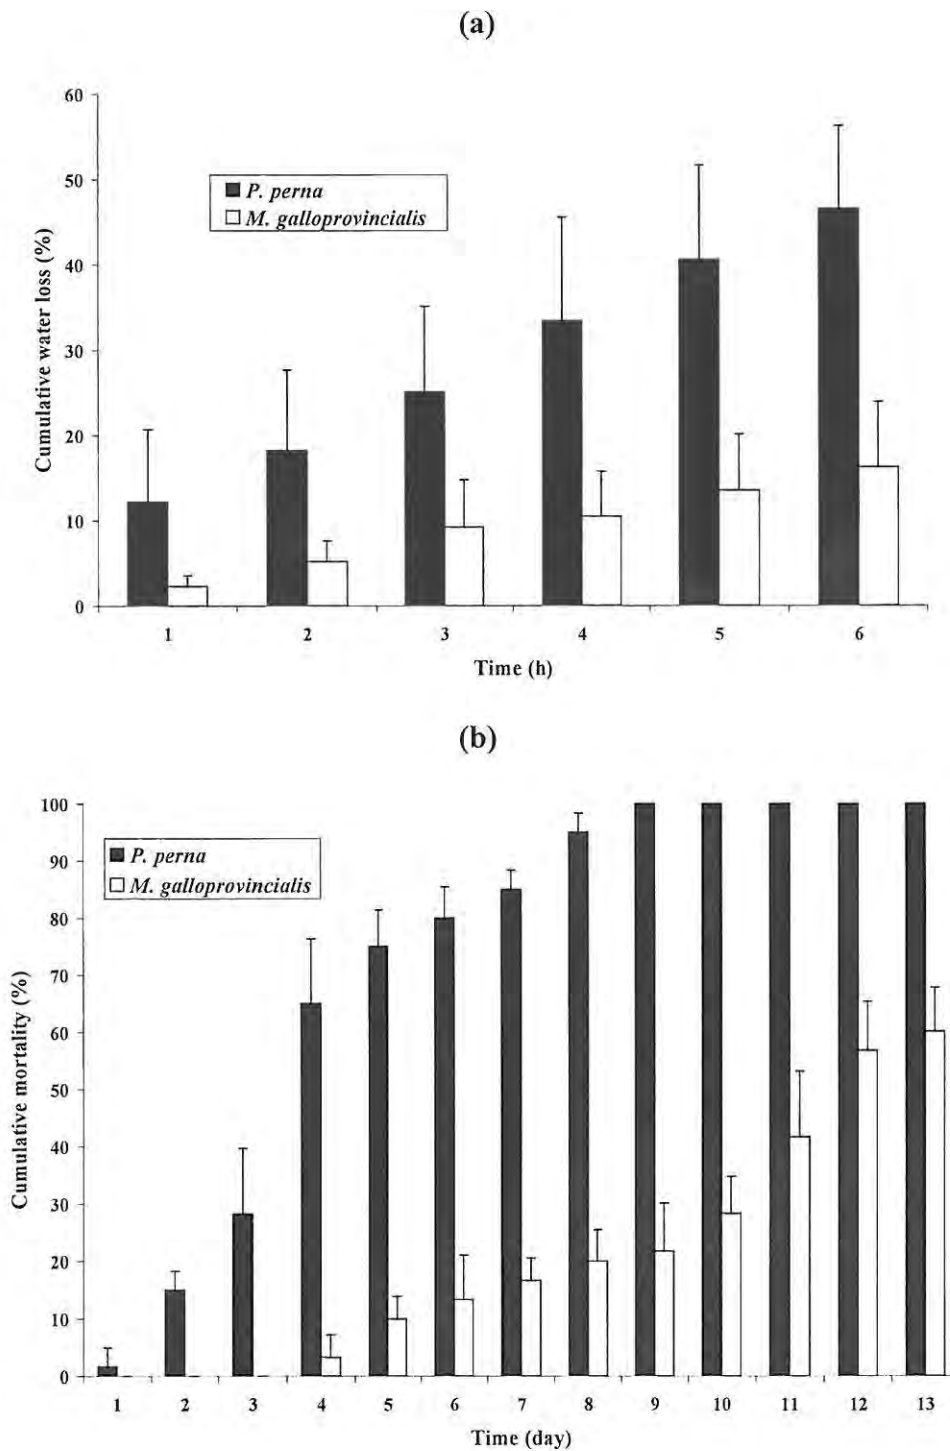 (a)
60
50
40
30
20
10
0
Cumulative water loss (%)
P. perna
M. galloprovincialis
1 2 3 4 5 6
Time (h)
(b)
100
90
80
70
60
50
40
30
20
10
0
Cumulative mortality (%)
P. perna
M. galloprovincialis
1 2 3 4 5 6 7 8 9 10 11 12 13
Time (day)